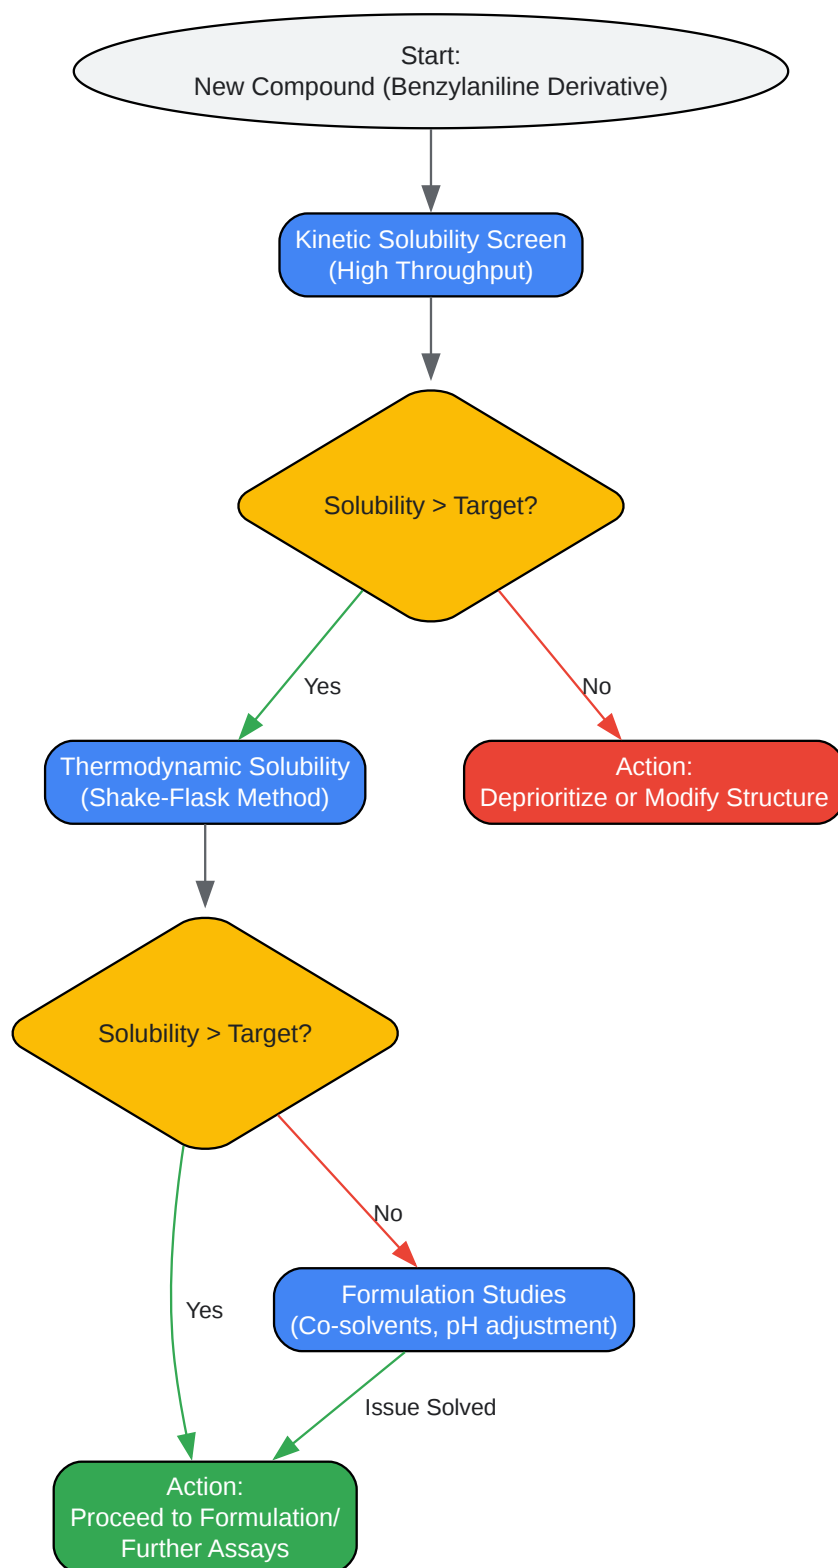 Start:
New Compound (Benzylaniline Derivative)
Kinetic Solubility Screen
(High Throughput)
Solubility > Target?
Yes
No
Thermodynamic Solubility
(Shake-Flask Method)
Action:
Deprioritize or Modify Structure
Solubility > Target?
No
Yes
Formulation Studies
(Co-solvents, pH adjustment)
Issue Solved
Action:
Proceed to Formulation/
Further Assays